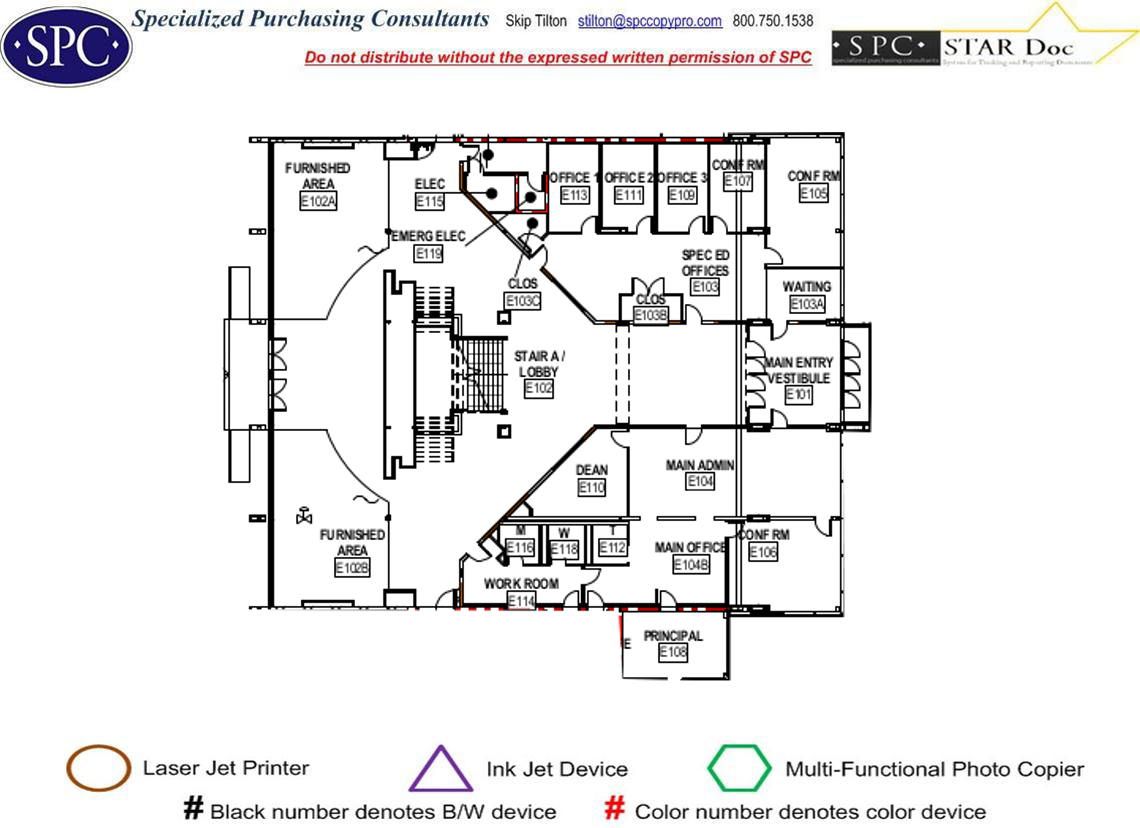 SPC
Specialized Purchasing Consultants Skip Tilton stilton@spccopypro.com 800.750.1538
Do not distribute without the expressed written permission of SPC
• SPC • STAR Doc
specialized purchasing consultants System for Tracking and Reporting Documents
FURNISHED
AREA
E102A
ELEC
E115
EMERG ELEC
E119
CLOS
E103C
OFFICE 1
E113
OFFICE 2
E111
OFFICE 3
E109
CONF RM
E107
CONF RM
E105
SPEC ED
OFFICES
E103
CLOS
E103B
WAITING
E103A
STAIR A /
LOBBY
E102
MAIN ENTRY
VESTIBULE
E101
DEAN
E110
MAIN ADMIN
E104
FURNISHED
AREA
E102B
M
E116
W
E118
T
E112
MAIN OFFICE
E104B
CONF RM
E106
WORK ROOM
E114
E
PRINCIPAL
E108
Laser Jet Printer
Ink Jet Device
Multi-Functional Photo Copier
# Black number denotes B/W device
# Color number denotes color device